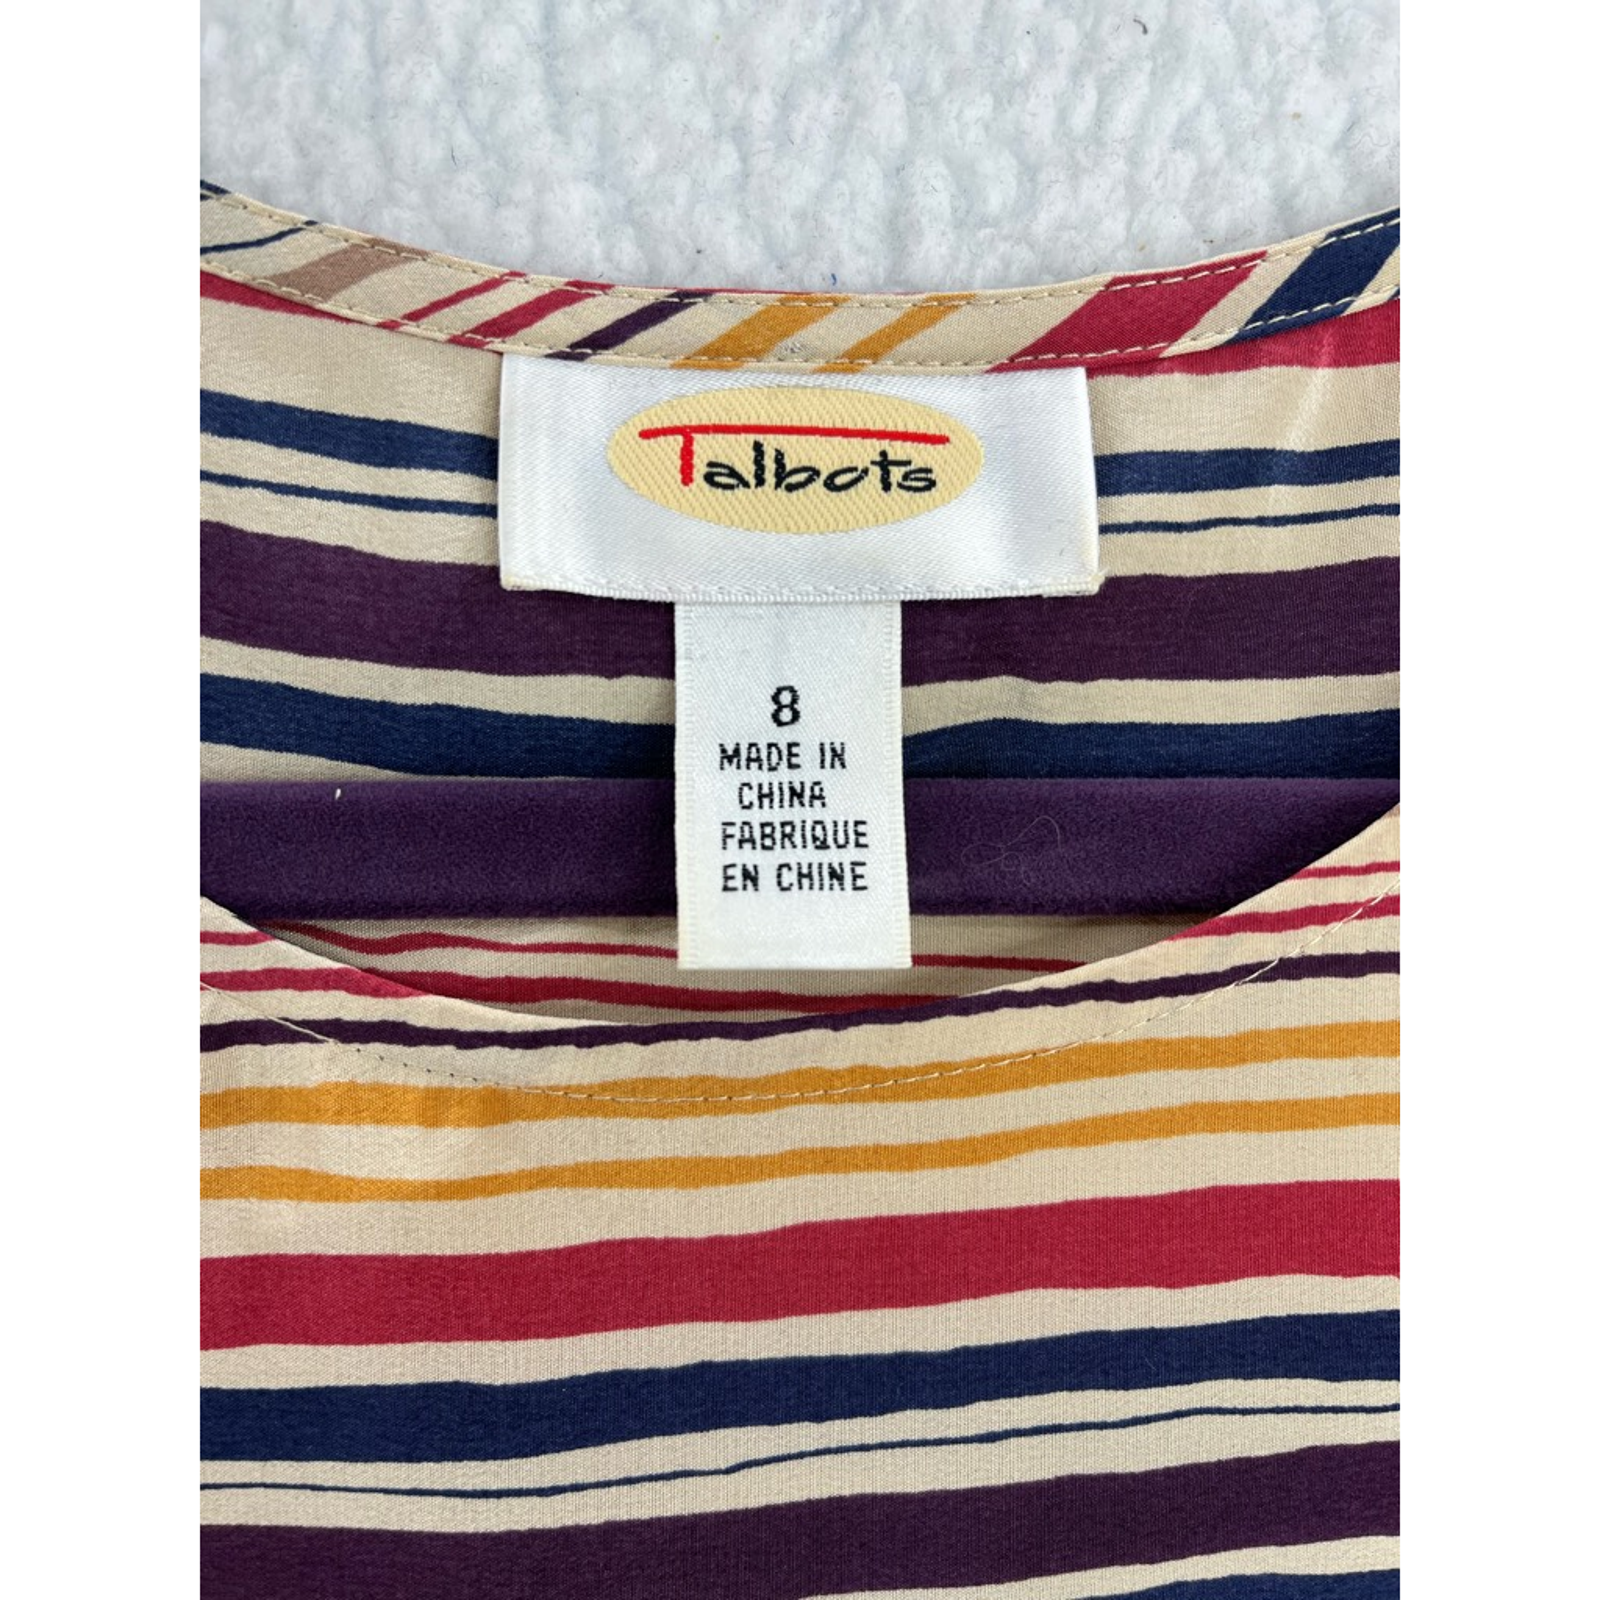 Talbots
8
MADE IN
CHINA
FABRIQUE
EN CHINE